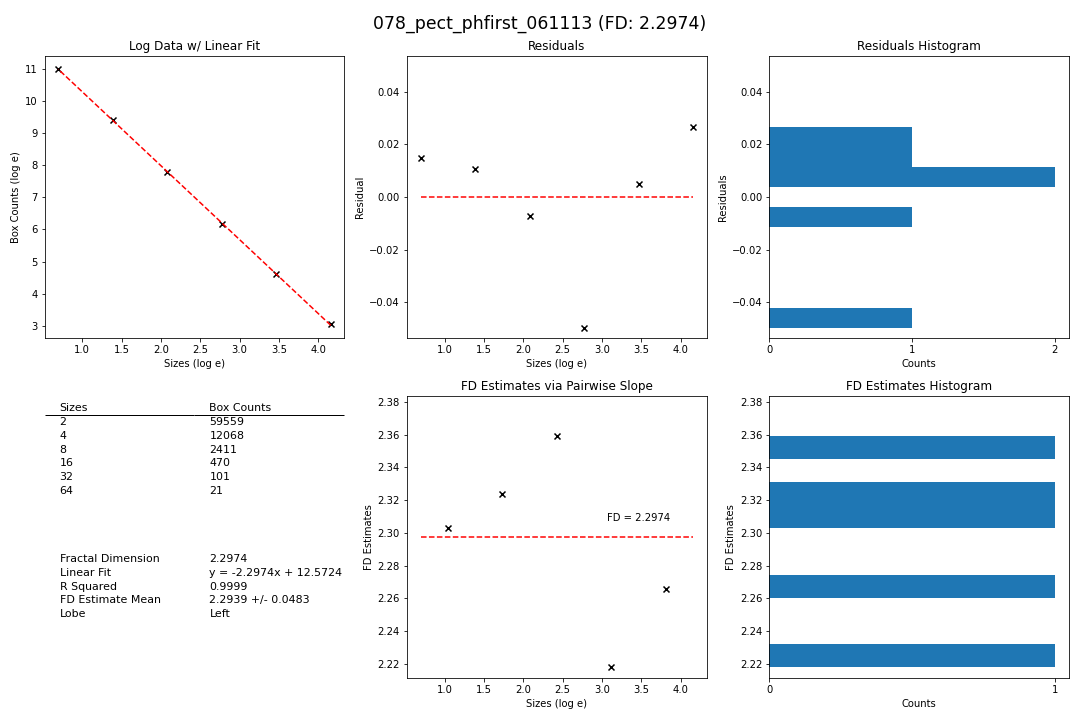 078_pect_phfirst_061113 (FD: 2.2974)
Log Data w/ Linear Fit
11
10
9
8
7
6
5
4
3
Box Counts (log e)
1.0 1.5 2.0 2.5 3.0 3.5 4.0
Sizes (log e)
Residuals
0.04
0.02
0.00
−0.02
−0.04
Residual
1.0 1.5 2.0 2.5 3.0 3.5 4.0
Sizes (log e)
Residuals Histogram
0.04
0.02
0.00
−0.02
−0.04
Residuals
0 1 2
Counts
Sizes Box Counts
2 59559
4 12068
8 2411
16 470
32 101
64 21
Fractal Dimension 2.2974
Linear Fit y = -2.2974x + 12.5724
R Squared 0.9999
FD Estimate Mean 2.2939 +/- 0.0483
Lobe Left
FD Estimates via Pairwise Slope
2.38
2.36
2.34
2.32
2.30
2.28
2.26
2.24
2.22
FD Estimates
FD = 2.2974
1.0 1.5 2.0 2.5 3.0 3.5 4.0
Sizes (log e)
FD Estimates Histogram
2.38
2.36
2.34
2.32
2.30
2.28
2.26
2.24
2.22
FD Estimates
0 1
Counts